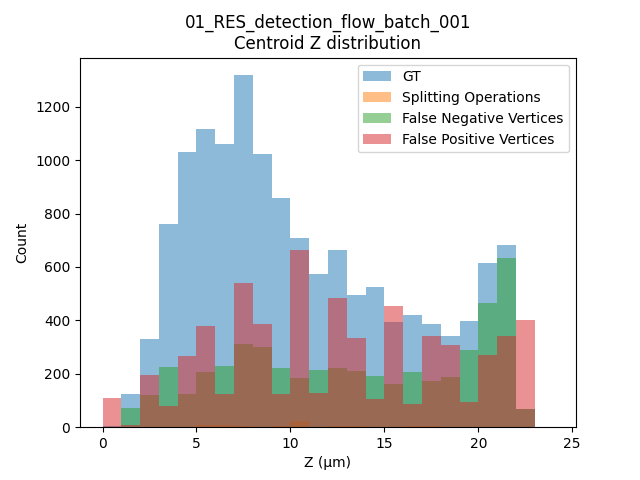 01_RES_detection_flow_batch_001
Centroid Z distribution
GT
Splitting Operations
False Negative Vertices
False Positive Vertices
1200
1000
800
600
400
200
0
Count
0 5 10 15 20 25
Z (μm)